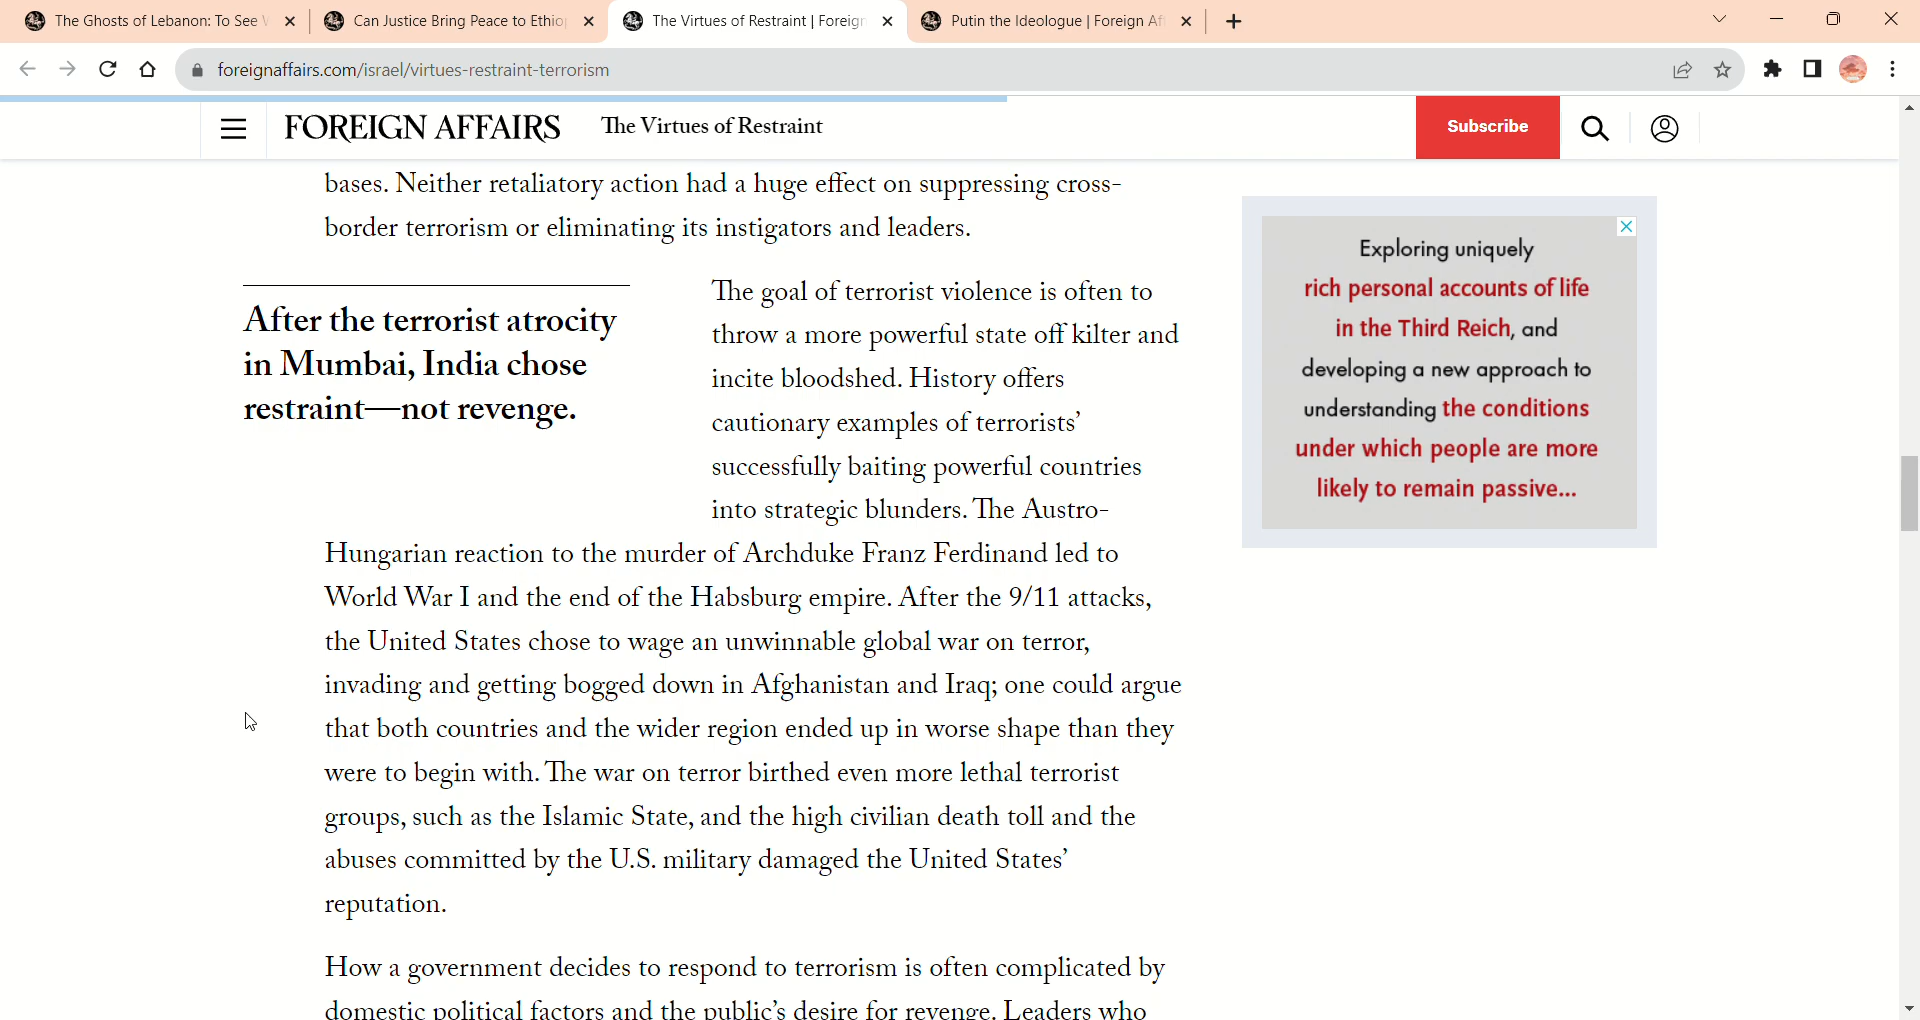 The Ghosts of Lebanon: To See
Can Justice Bring Peace to Ethio
The Virtues of Restraint | Foreig
Putin the Ideologue | Foreign Af
foreignaffairs.com/israel/virtues-restraint-terrorism
FOREIGN AFFAIRS
The Virtues of Restraint
Subscribe
bases. Neither retaliatory action had a huge effect on suppressing cross-
border terrorism or eliminating its instigators and leaders.
After the terrorist atrocity
in Mumbai, India chose
restraint—not revenge.
The goal of terrorist violence is often to
throw a more powerful state off kilter and
incite bloodshed. History offers
cautionary examples of terrorists’
successfully baiting powerful countries
into strategic blunders. The Austro-
Hungarian reaction to the murder of Archduke Franz Ferdinand led to
World War I and the end of the Habsburg empire. After the 9/11 attacks,
the United States chose to wage an unwinnable global war on terror,
invading and getting bogged down in Afghanistan and Iraq; one could argue
that both countries and the wider region ended up in worse shape than they
were to begin with. The war on terror birthed even more lethal terrorist
groups, such as the Islamic State, and the high civilian death toll and the
abuses committed by the U.S. military damaged the United States’
reputation.
How a government decides to respond to terrorism is often complicated by
domestic political factors and the public’s desire for revenge. Leaders who
Exploring uniquely
rich personal accounts of life
in the Third Reich, and
developing a new approach to
understanding the conditions
under which people are more
likely to remain passive...